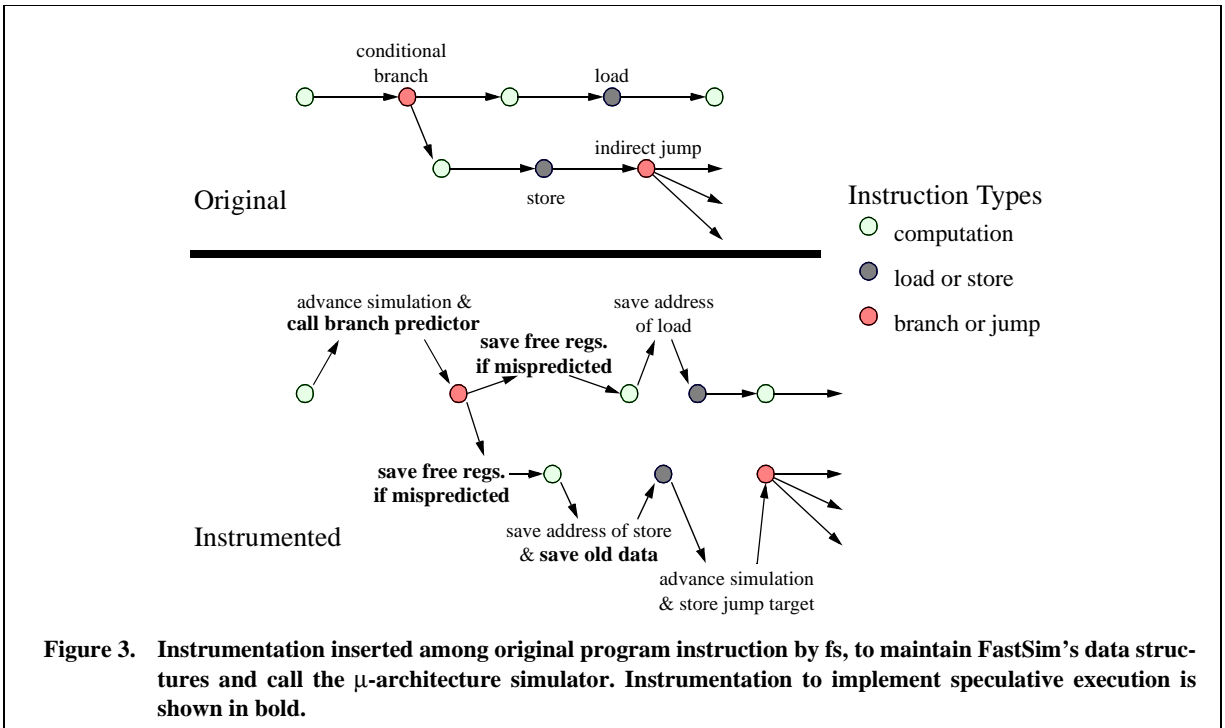 conditional
branch
load
indirect jump
store
Original
Instruction Types
computation
load or store
branch or jump
advance simulation &
call branch predictor
save free regs.
if mispredicted
save address
of load
save free regs.
if mispredicted
save address of store
& save old data
Instrumented
advance simulation
& store jump target
Figure 3. Instrumentation inserted among original program instruction by fs, to maintain FastSim's data struc-
tures and call the μ-architecture simulator. Instrumentation to implement speculative execution is
shown in bold.